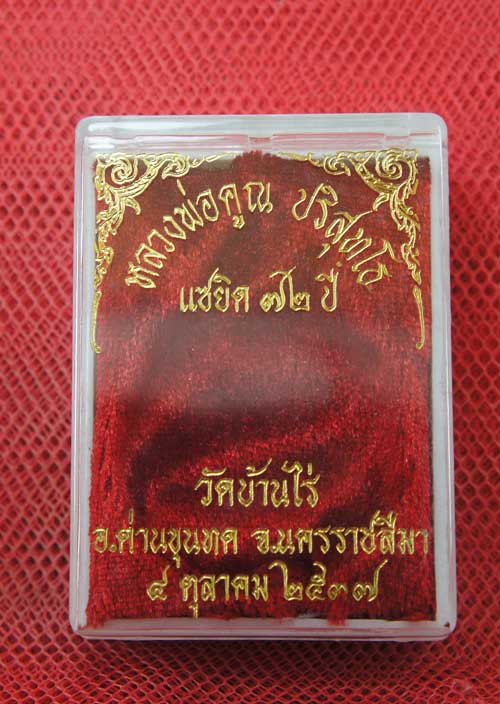 หลวงพ่อคูณ ปริสุทฺโธ
แซยิด ๗๒ ปี
วัดบ้านไร่
อ.ด่านขุนทด จ.นครราชสีมา
๔ ตุลาคม ๒๕๓๗